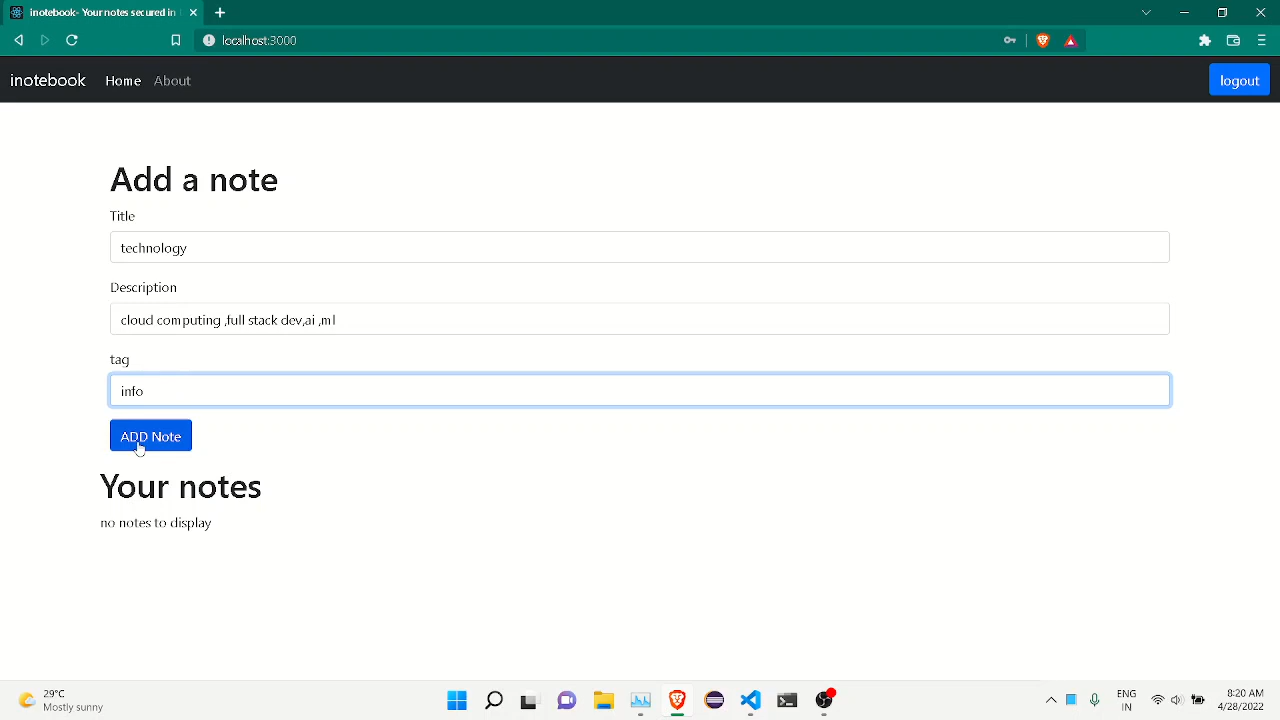 inotebook- Your notes secured in
localhost:3000
inotebook Home About logout
Add a note
Title
technology
Description
cloud computing ,full stack dev,ai ,ml
tag
info
ADD Note
Your notes
no notes to display
29°C
Mostly sunny
ENG
IN
8:20 AM
4/28/2022